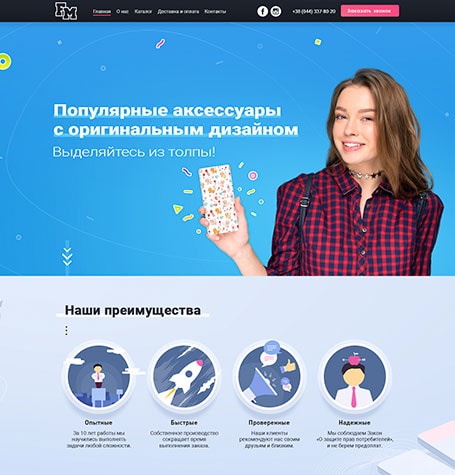 FM
Главная О нас Каталог Доставка и оплата Контакты
+38 (044) 337-80-20
Заказать звонок
Популярные аксессуары
с оригинальным дизайном
Выделяйтесь из толпы!
Наши преимущества
Опытные
За 10 лет работы мы
научились выполнять
задачи любой сложности.
Быстрые
Собственное производство
сокращает время
выполнения заказа.
Проверенные
Наши клиенты
рекомендуют нас своим
друзьям и близким.
Надежные
Мы соблюдаем Закон
«О защите прав потребителей»,
и не берем предоплат.